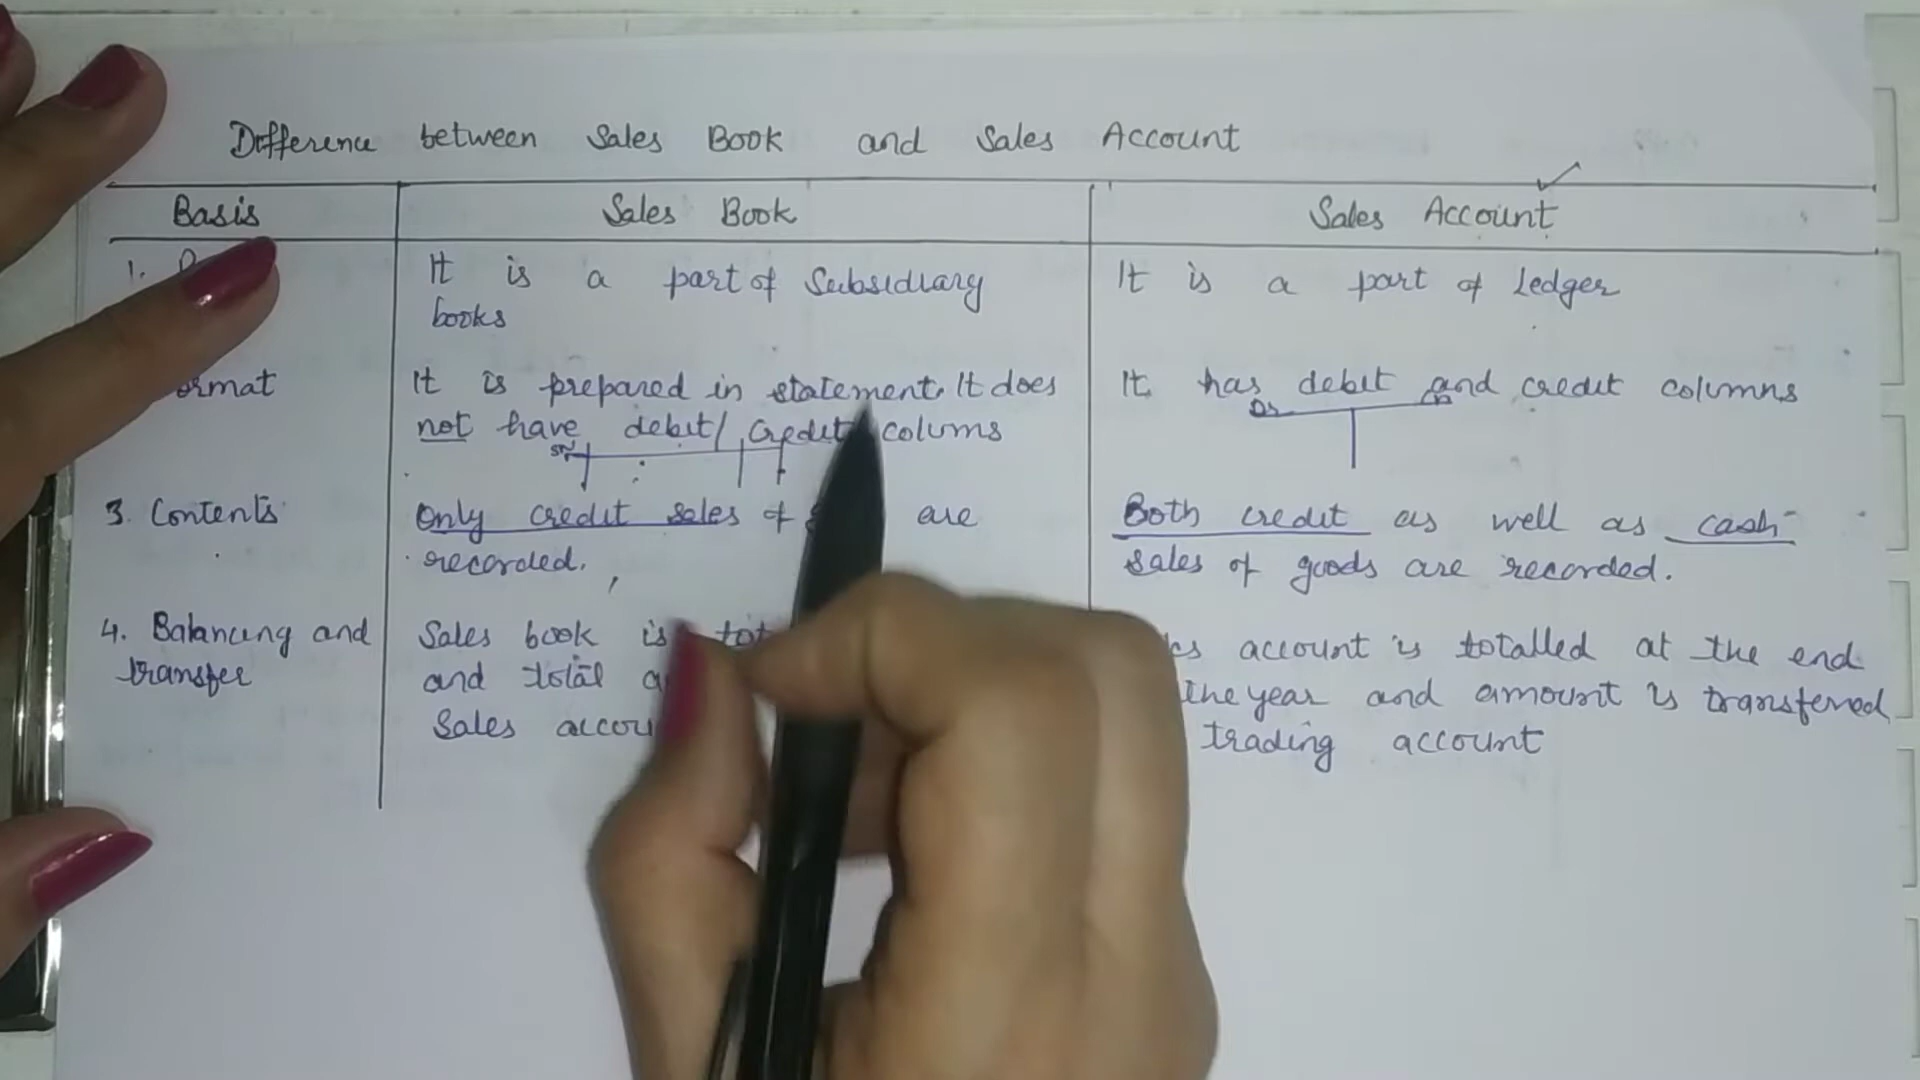 Difference between Sales Book and Sales Account
Basis Sales Book Sales Account
1. It is a part of Subsidiary It is a part of Ledger
books
It is prepared in statement. It does It has debit and credit columns
not have debit/credit colums
Dr Cr
3. Contents Only credit sales of are Both credit as well as cash
recorded. sales of goods are recorded.
4. Balancing and Sales book is account is totalled at the end
transfer and total the year and amount is transferred
Sales trading account